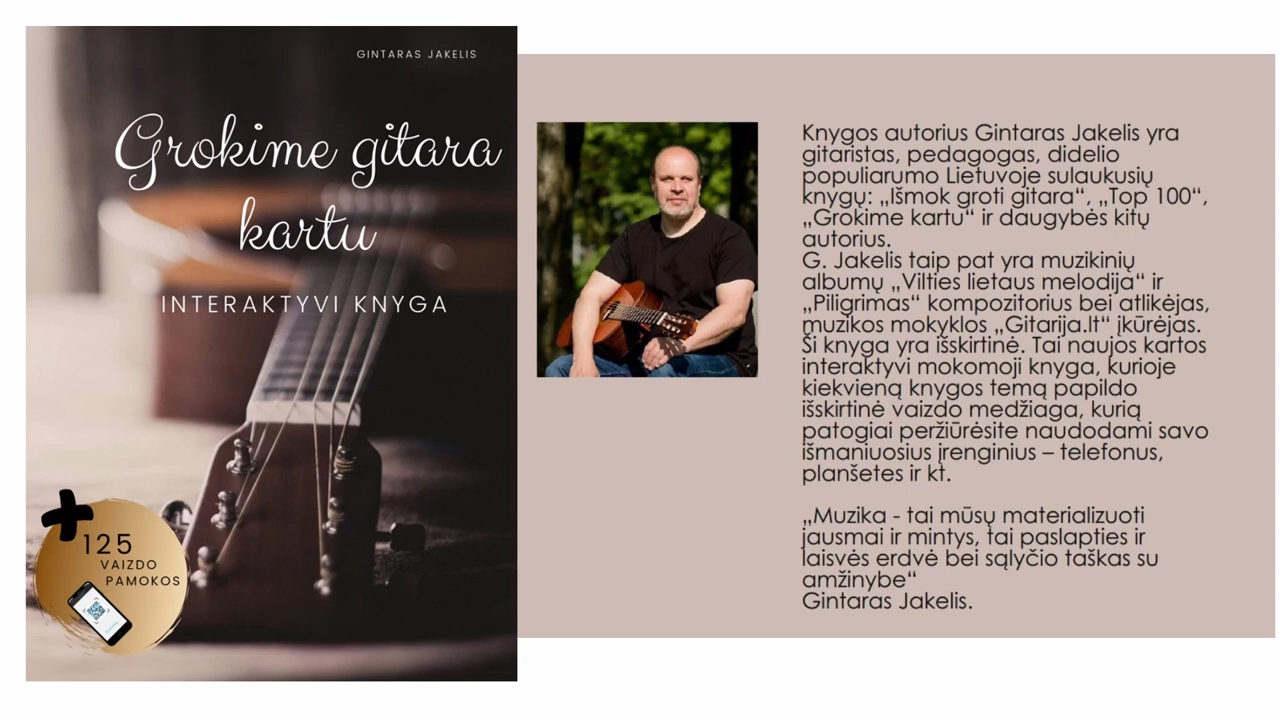 GINTARAS JAKELIS
Grokime gitara
kartu
INTERAKTYVI KNYGA
125
VAIZDO
PAMOKOS
Knygos autorius Gintaras Jakelis yra
gitaristas, pedagogas, didelio
populiarumo Lietuvoje sulaukusių
knygų: „Išmok groti gitara“, „Top 100“,
„Grokime kartu“ ir daugybės kitų
autorius.
G. Jakelis taip pat yra muzikinių
albumų „Vilties lietaus melodija“ ir
„Piligrimas“ kompozitorius bei atlikėjas,
muzikos mokyklos „Gitarija.lt“ įkūrėjas.
Ši knyga yra išskirtinė. Tai naujos kartos
interaktyvi mokomoji knyga, kurioje
kiekvieną knygos temą papildo
išskirtinė vaizdo medžiaga, kurią
patogiai peržiūrėsite naudodami savo
išmaniuosius įrenginius – telefonus,
planšetes ir kt.
„Muzika - tai mūsų materializuoti
jausmai ir mintys, tai paslapties ir
laisvės erdvė bei sąlyčio taškas su
amžinybe“
Gintaras Jakelis.